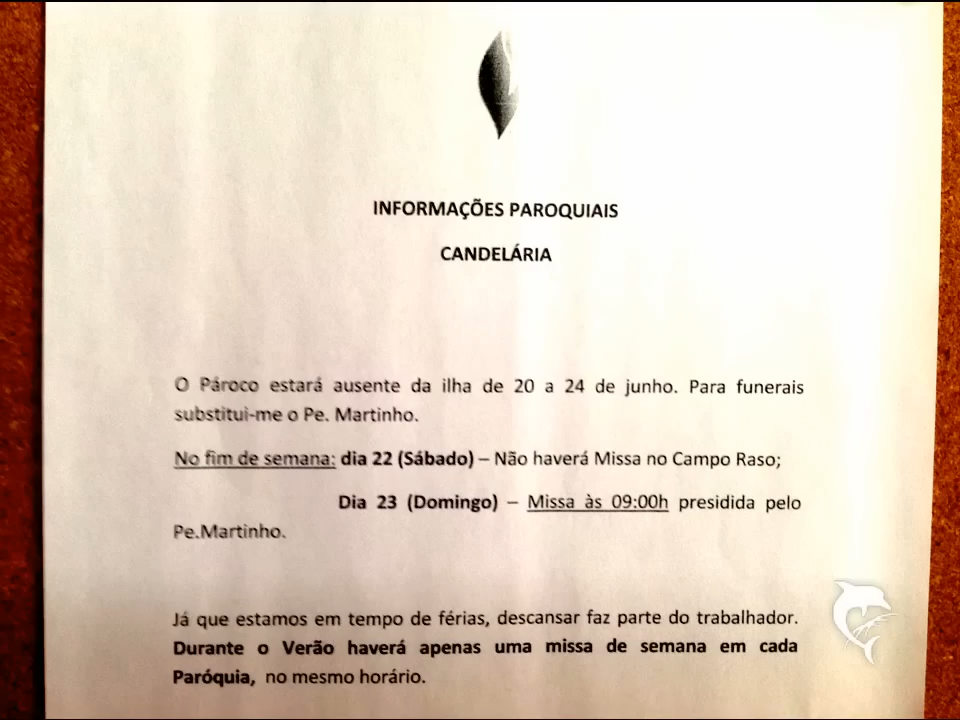 INFORMAÇÕES PAROQUIAIS
CANDELÁRIA
O Pároco estará ausente da ilha de 20 a 24 de junho. Para funerais
substitui-me o Pe. Martinho.
No fim de semana: dia 22 (Sábado) – Não haverá Missa no Campo Raso;
Dia 23 (Domingo) – Missa às 09:00h presidida pelo
Pe.Martinho.
Já que estamos em tempo de férias, descansar faz parte do trabalhador.
Durante o Verão haverá apenas uma missa de semana em cada
Paróquia, no mesmo horário.